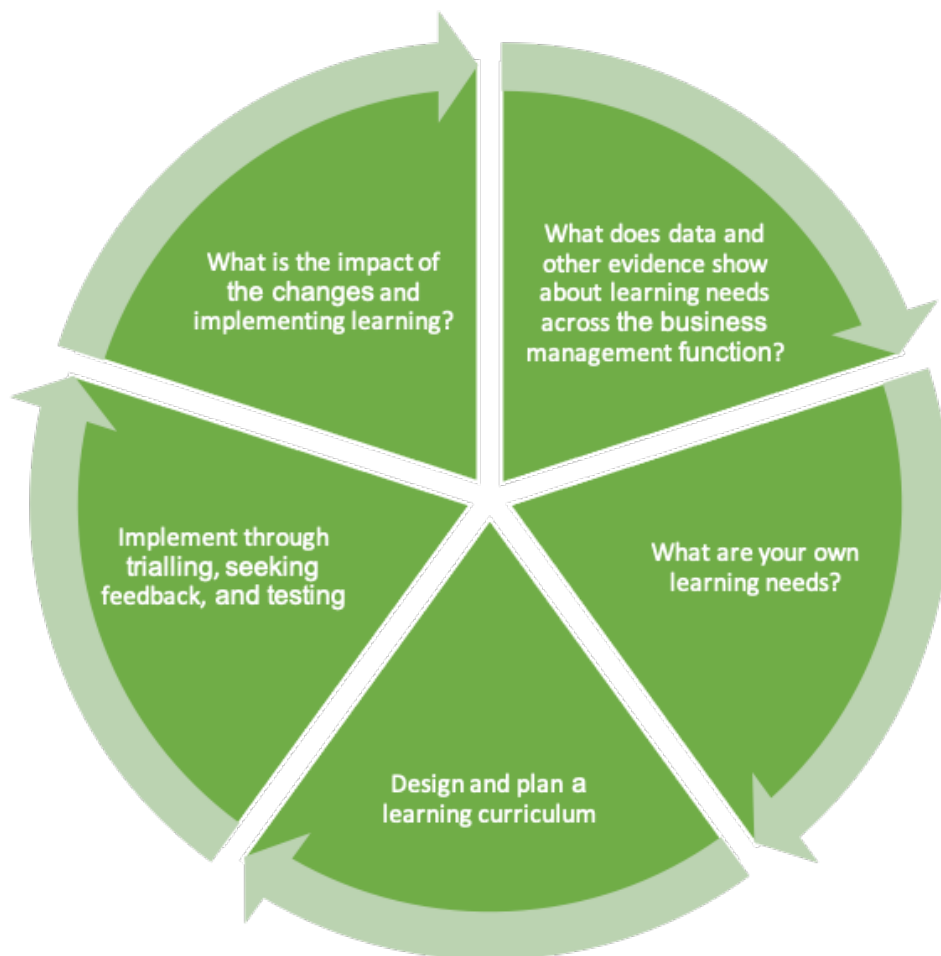 What does data and
other evidence show
about learning needs
across the business
management function?
What are your own
learning needs?
Design and plan a
learning curriculum
Implement through
trialling, seeking
feedback, and testing
What is the impact of
the changes and
implementing learning?